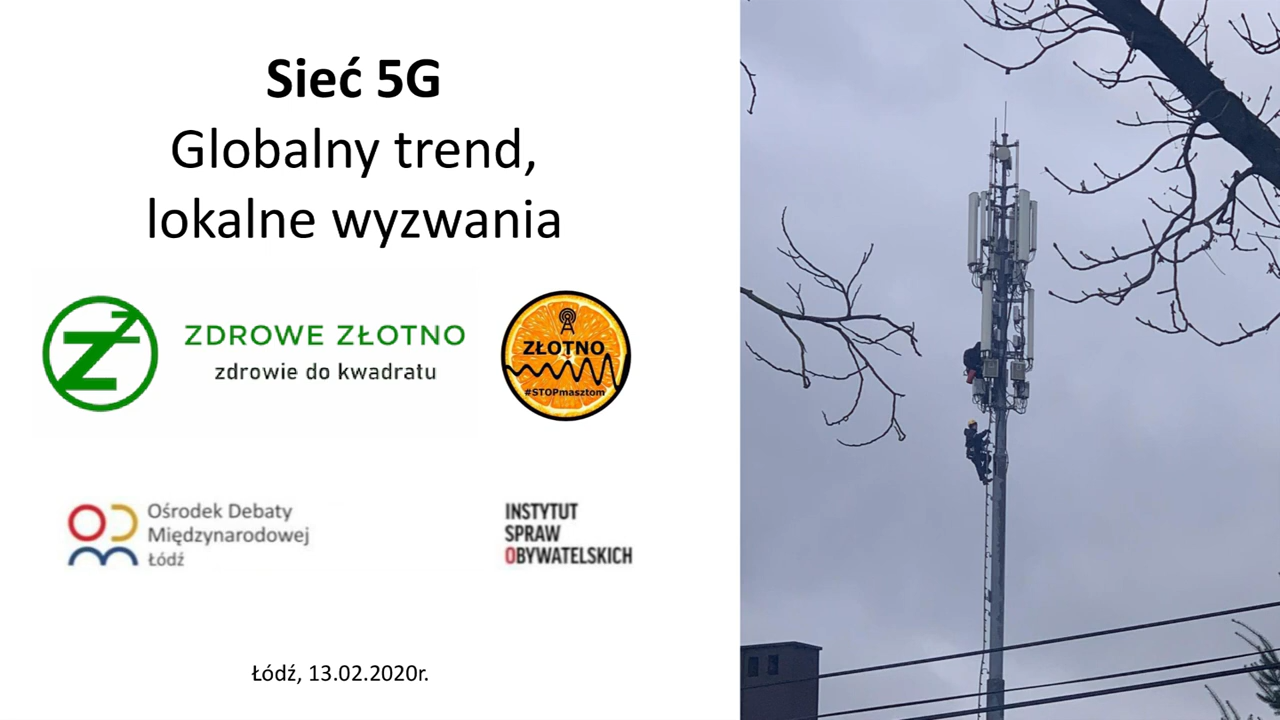 Sieć 5G
Globalny trend,
lokalne wyzwania
ZZ
ZDROWE ZŁOTNO
zdrowie do kwadratu
ZŁOTNO
#STOPmasztom
Ośrodek Debaty
Międzynarodowej
Łódź
INSTYTUT
SPRAW
OBYWATELSKICH
Łódź, 13.02.2020r.